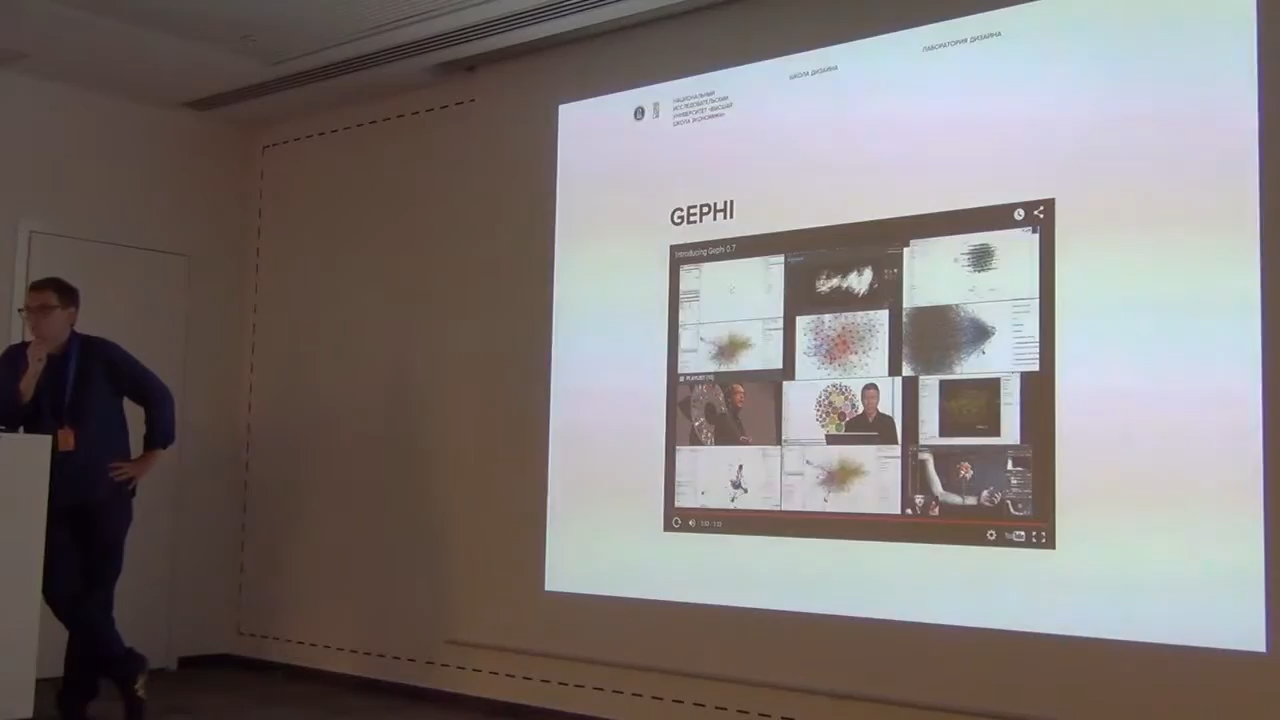 ЛАБОРАТОРИЯ ДИЗАЙНА
ШКОЛА ДИЗАЙНА
НАЦИОНАЛЬНЫЙ
ИССЛЕДОВАТЕЛЬСКИЙ
УНИВЕРСИТЕТ «ВЫСШАЯ
ШКОЛА ЭКОНОМИКИ»
GEPHI
Introducing Gephi 0.7